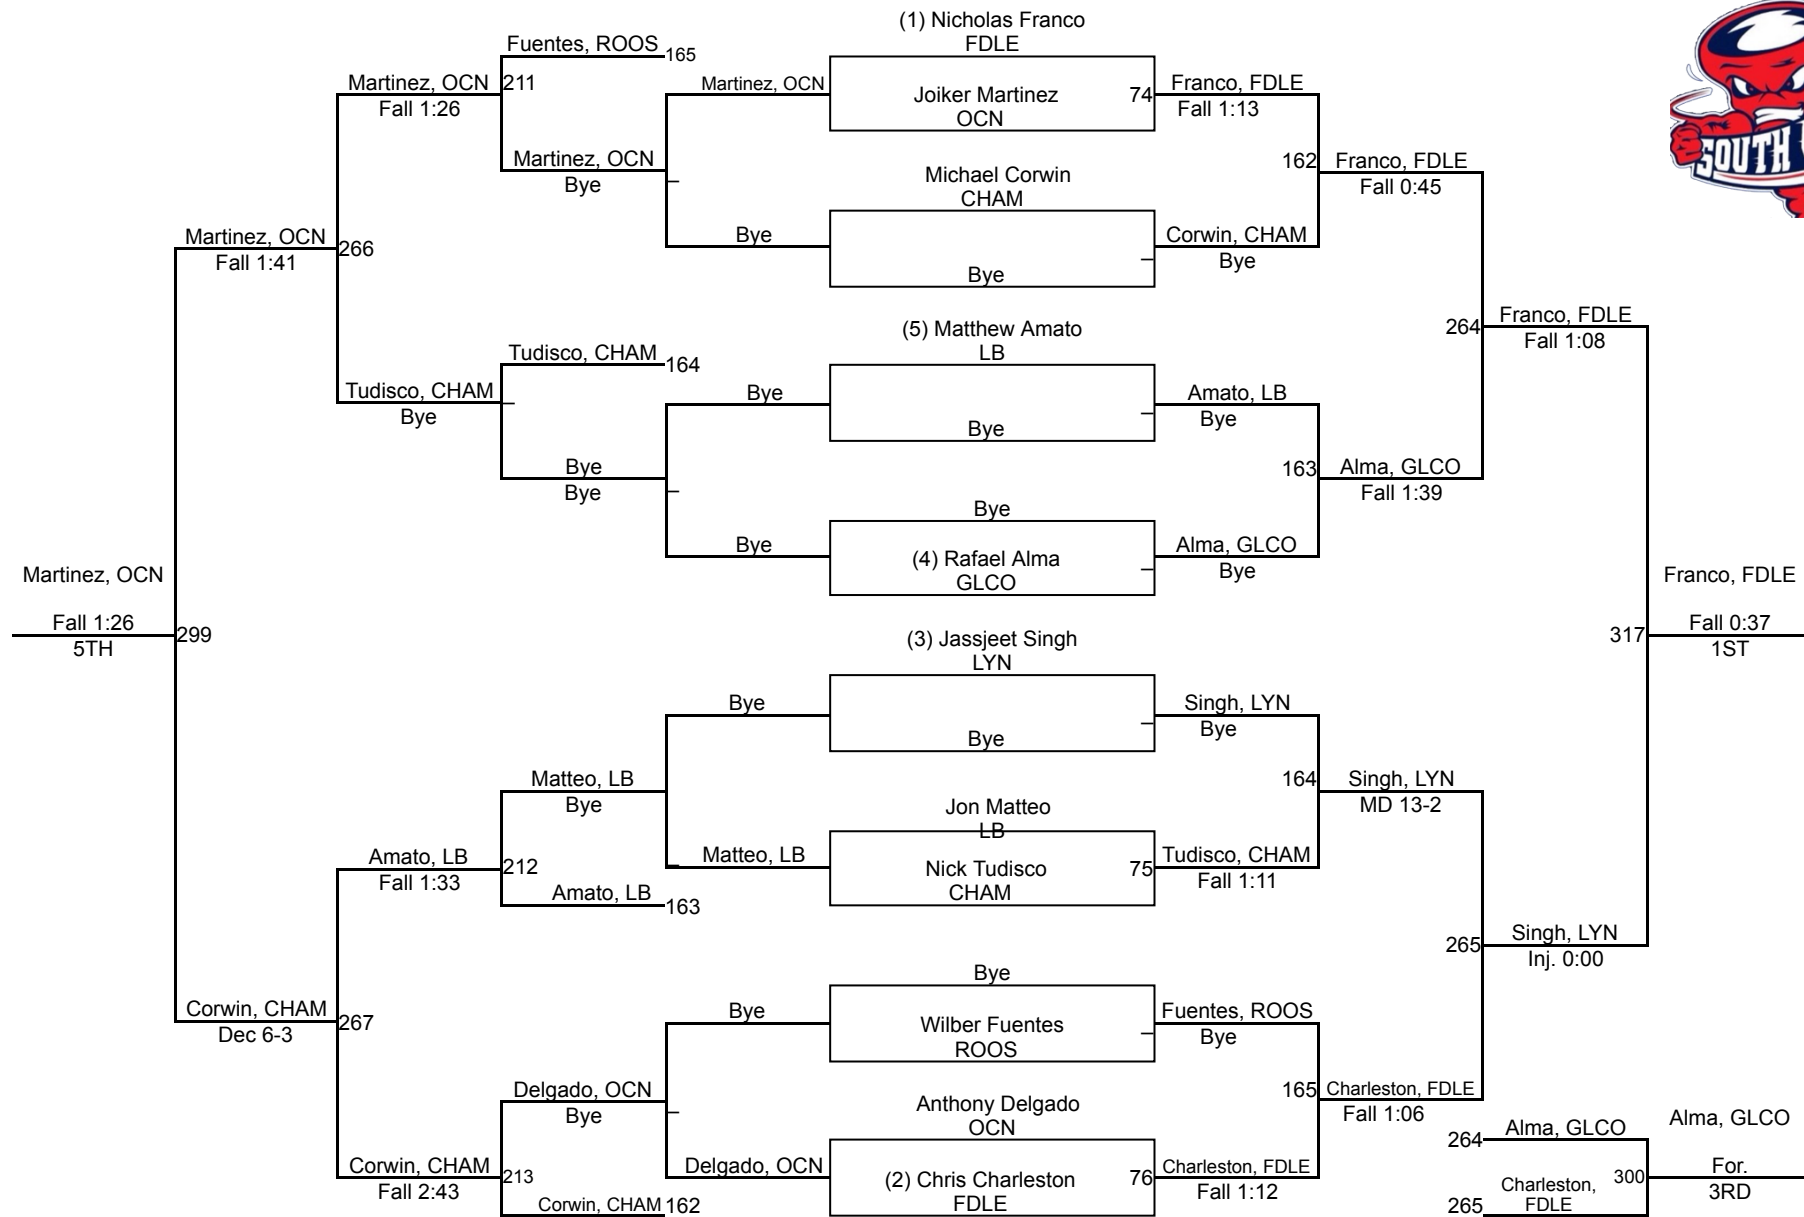 (1) Nicholas Franco
FDLE
Fuentes, ROOS 165
Martinez, OCN 211 Martinez, OCN Joiker Martinez 74 Franco, FDLE
Fall 1:26 OCN Fall 1:13
Martinez, OCN 162 Franco, FDLE
Bye Michael Corwin Fall 0:45
CHAM
Martinez, OCN 266 Bye Corwin, CHAM
Fall 1:41 Bye Bye
(5) Matthew Amato 264 Franco, FDLE
LB Fall 1:08
Tudisco, CHAM 164
Tudisco, CHAM Bye Amato, LB
Bye Bye Bye
Bye 163 Alma, GLCO
Bye Fall 1:39
Bye
Bye (4) Rafael Alma Alma, GLCO
GLCO Bye
Martinez, OCN Franco, FDLE
Fall 1:26 299 317 Fall 0:37
5TH (3) Jassjeet Singh 1ST
LYN
Bye Singh, LYN
Bye Bye
Matteo, LB 164 Singh, LYN
Bye Jon Matteo MD 13-2
LB
Amato, LB 212 Matteo, LB Nick Tudisco 75 Tudisco, CHAM
Fall 1:33 CHAM Fall 1:11
Amato, LB 163
265 Singh, LYN
Bye Inj. 0:00
Corwin, CHAM 267 Bye Wilber Fuentes Fuentes, ROOS
Dec 6-3 ROOS Bye
Delgado, OCN 165 Charleston, FDLE
Bye Anthony Delgado Fall 1:06
OCN 264 Alma, GLCO Alma, GLCO
Corwin, CHAM 213 Delgado, OCN (2) Chris Charleston 76 Charleston, FDLE 300 For.
Fall 2:43 FDLE Fall 1:12 3RD
Corwin, CHAM 162 265 Charleston,
FDLE
THE
SOUTH